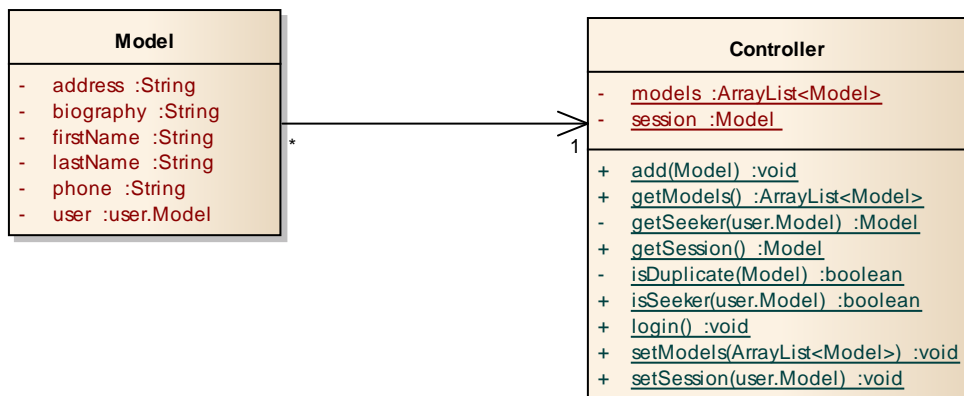 Model
- address :String
- biography :String
- firstName :String
- lastName :String
- phone :String
- user :user.Model
*
1
Controller
- models :ArrayList<Model>
- session :Model
+ add(Model) :void
+ getModels() :ArrayList<Model>
- getSeeker(user.Model) :Model
+ getSession() :Model
- isDuplicate(Model) :boolean
+ isSeeker(user.Model) :boolean
+ login() :void
+ setModels(ArrayList<Model>) :void
+ setSession(user.Model) :void